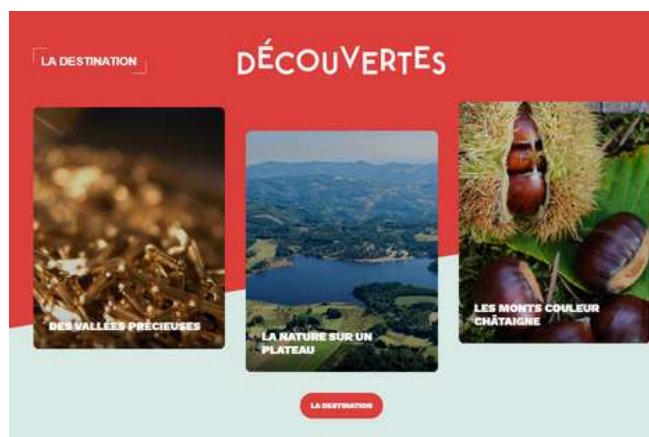 LA DESTINATION
DÉCOUVERTES
DES VALLÉES PRÉCIEUSES
LA NATURE SUR UN
PLATEAU
LES MONTS COULEUR
CHÂTAIGNE
LA DESTINATION